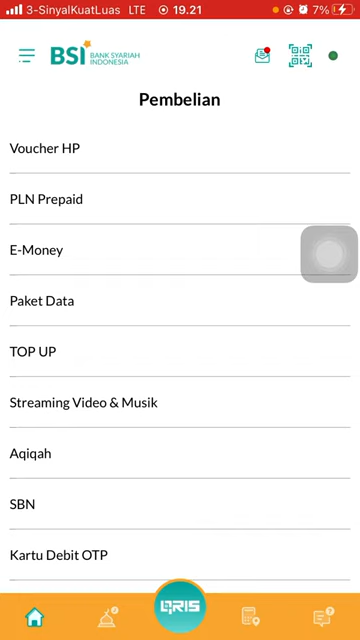 3-SinyalKuatLuas LTE 19.21 7%
BSI BANK SYARIAH
INDONESIA
Pembelian
Voucher HP
PLN Prepaid
E-Money
Paket Data
TOP UP
Streaming Video & Musik
Aqiqah
SBN
Kartu Debit OTP
QRIS